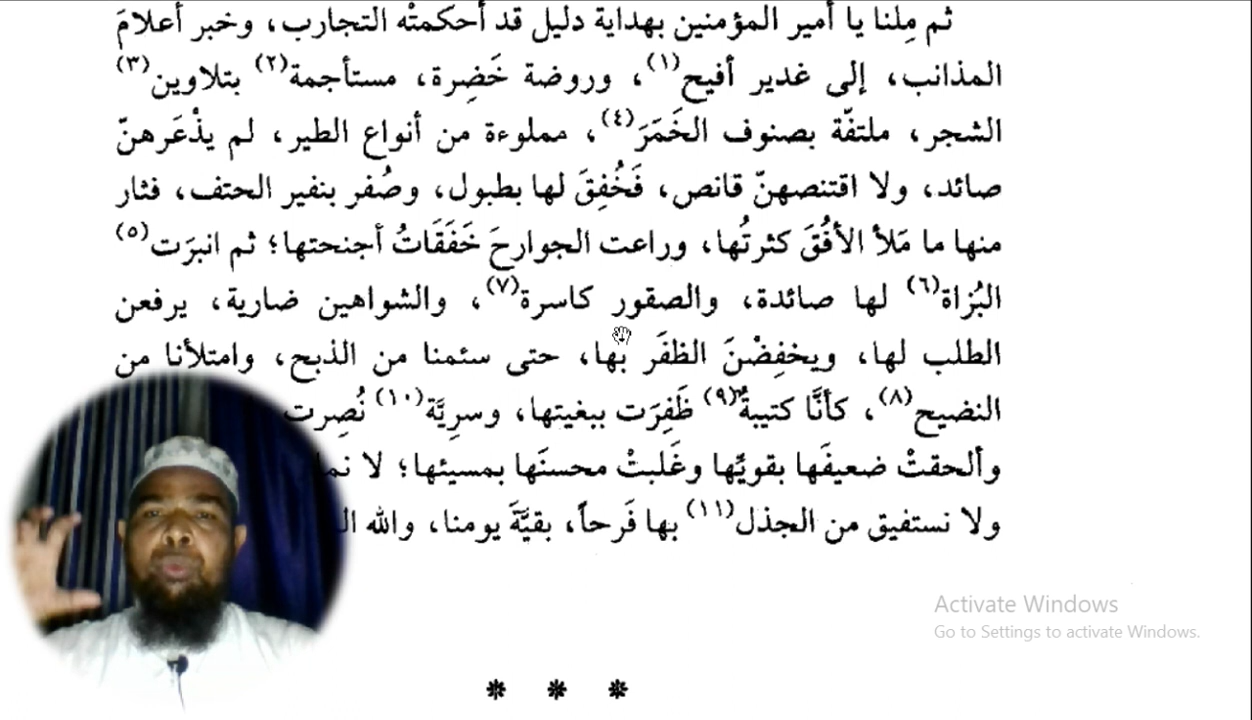 ثم مِلْنا يا أمير المؤمنين بهداية دليل قد أحكمتْه التجارب، وخبر أعلامَ
المذانب، إلى غدير أفيح(١)، وروضة خَضِرة، مستأجمة(٢) بتلاوين(٣)
الشجر، ملتفّة بصنوف الخَمَرَ(٤)، مملوءة من أنواع الطير، لم يذْعَرهنّ
صائد، ولا اقتنصهنّ قانص، فَخُفِقَ لها بطبول، وصُفر بنفير الحتف، فثار
منها ما مَلأ الأفُقَ كثرتُها، وراعت الجوارحَ خَفَقَاتُ أجنحتها؛ ثم انبرَت(٥)
البُزاة(٦) لها صائدة، والصقور كاسرة(٧)، والشواهين ضارية، يرفعن
الطلب لها، ويخفِضْنَ الظفَر بها، حتى سئمنا من الذبح، وامتلأنا من
النضيح(٨)، كأنَّا كتيبةٌ(٩) ظَفِرَت ببغيتها، وسرِيَّة(١٠) نُصِرت
وألحقتْ ضعيفَها بقويِّها وغَلبتْ محسنَها بمسيئها؛ لا
ولا نستفيق من الجذل(١١) بها فَرحاً، بقيَّةَ يومنا، والله
Activate Windows
Go to Settings to activate Windows.
* * *